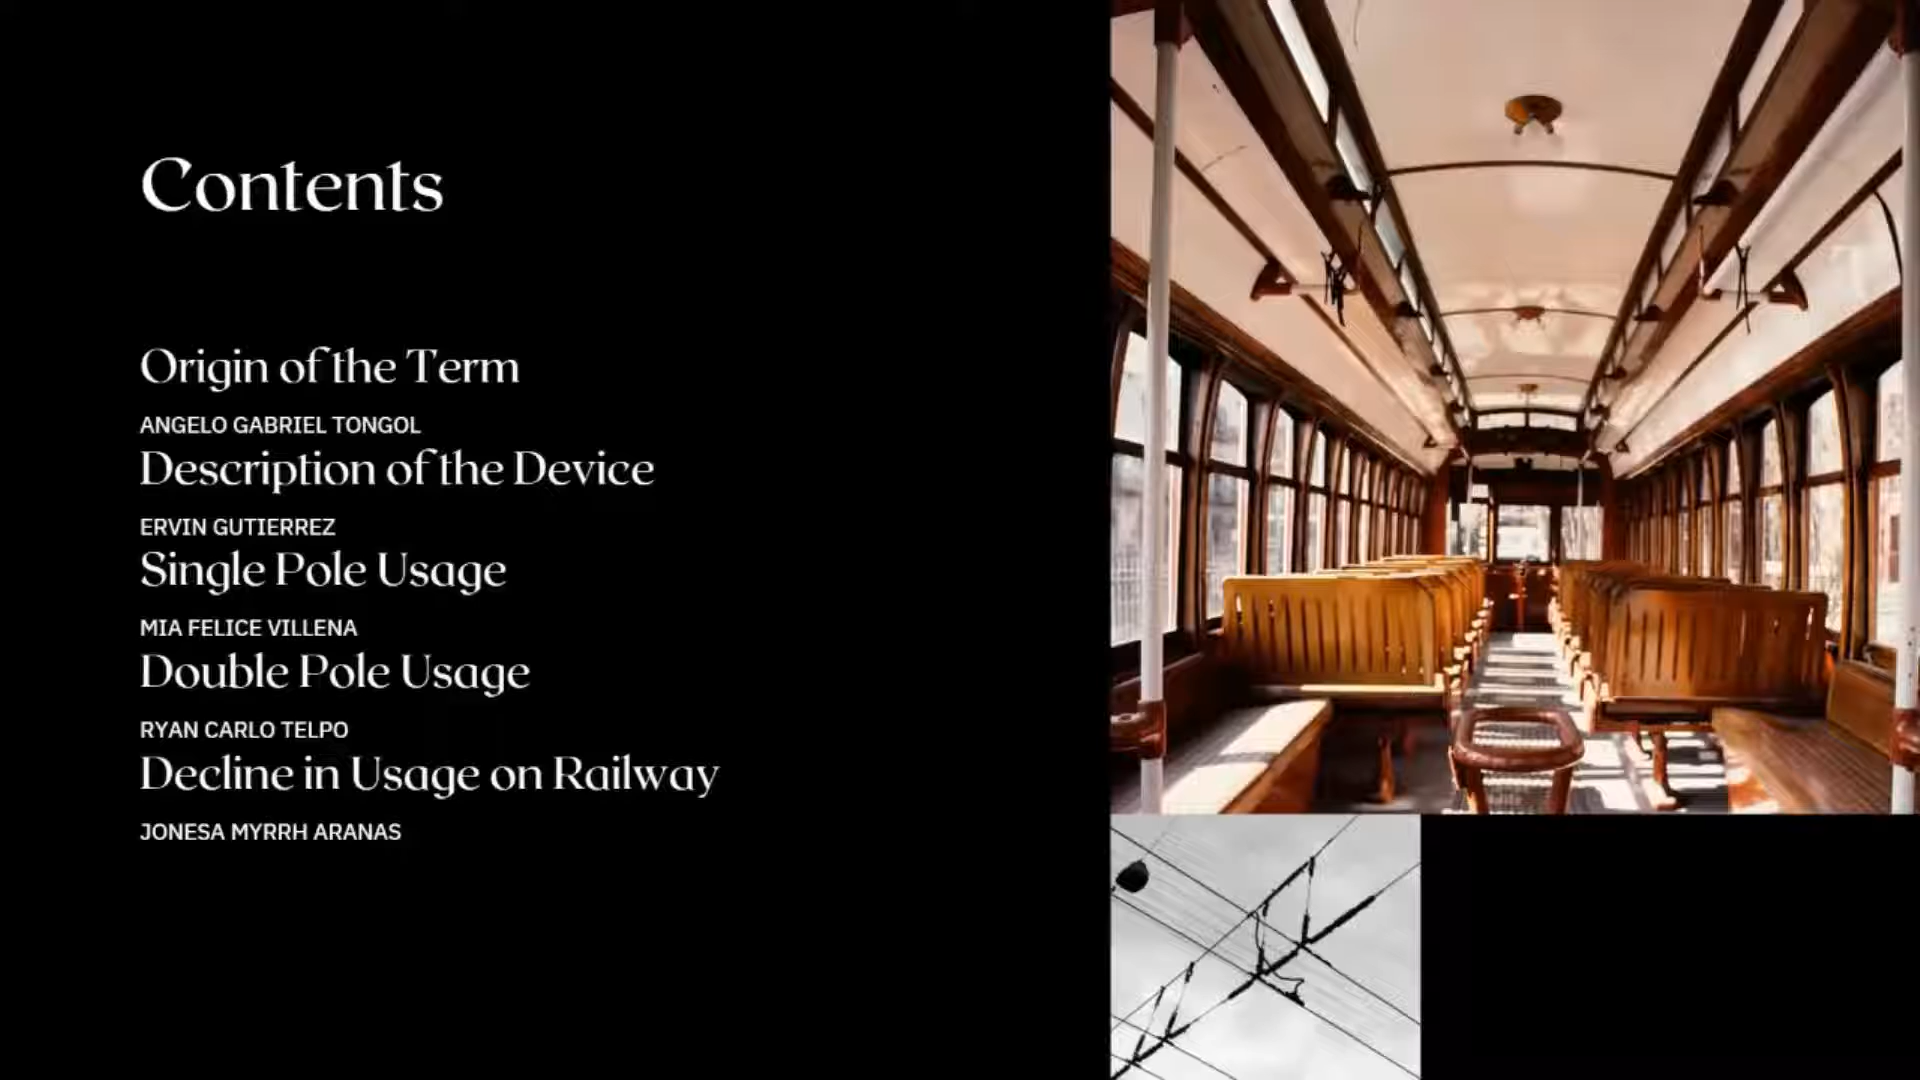 Contents
Origin of the Term
ANGELO GABRIEL TONGOL
Description of the Device
ERVIN GUTIERREZ
Single Pole Usage
MIA FELICE VILLENA
Double Pole Usage
RYAN CARLO TELPO
Decline in Usage on Railway
JONESA MYRRH ARANAS